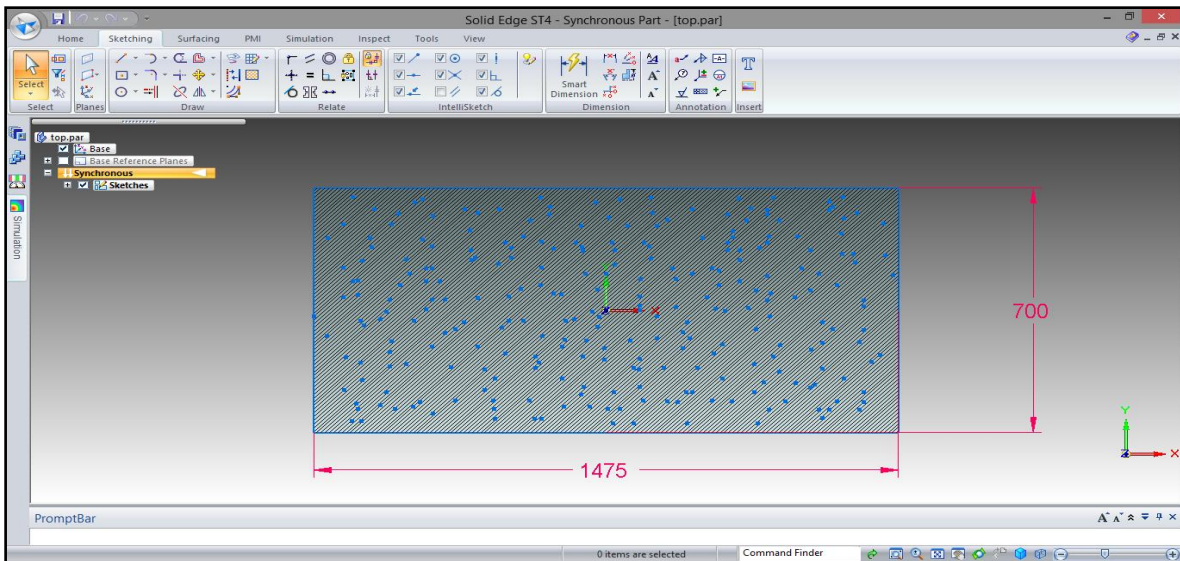 Solid Edge ST4 - Synchronous Part - [top.par]
Home Sketching Surfacing PMI Simulation Inspect Tools View
Select
Planes
Smart
Dimension
Select Planes Draw Relate IntelliSketch Dimension Annotation Insert
top.par
Base
Base Reference Planes
Synchronous
Sketches
Simulation
700
1475
Y
X
X
PromptBar
0 items are selected Command Finder